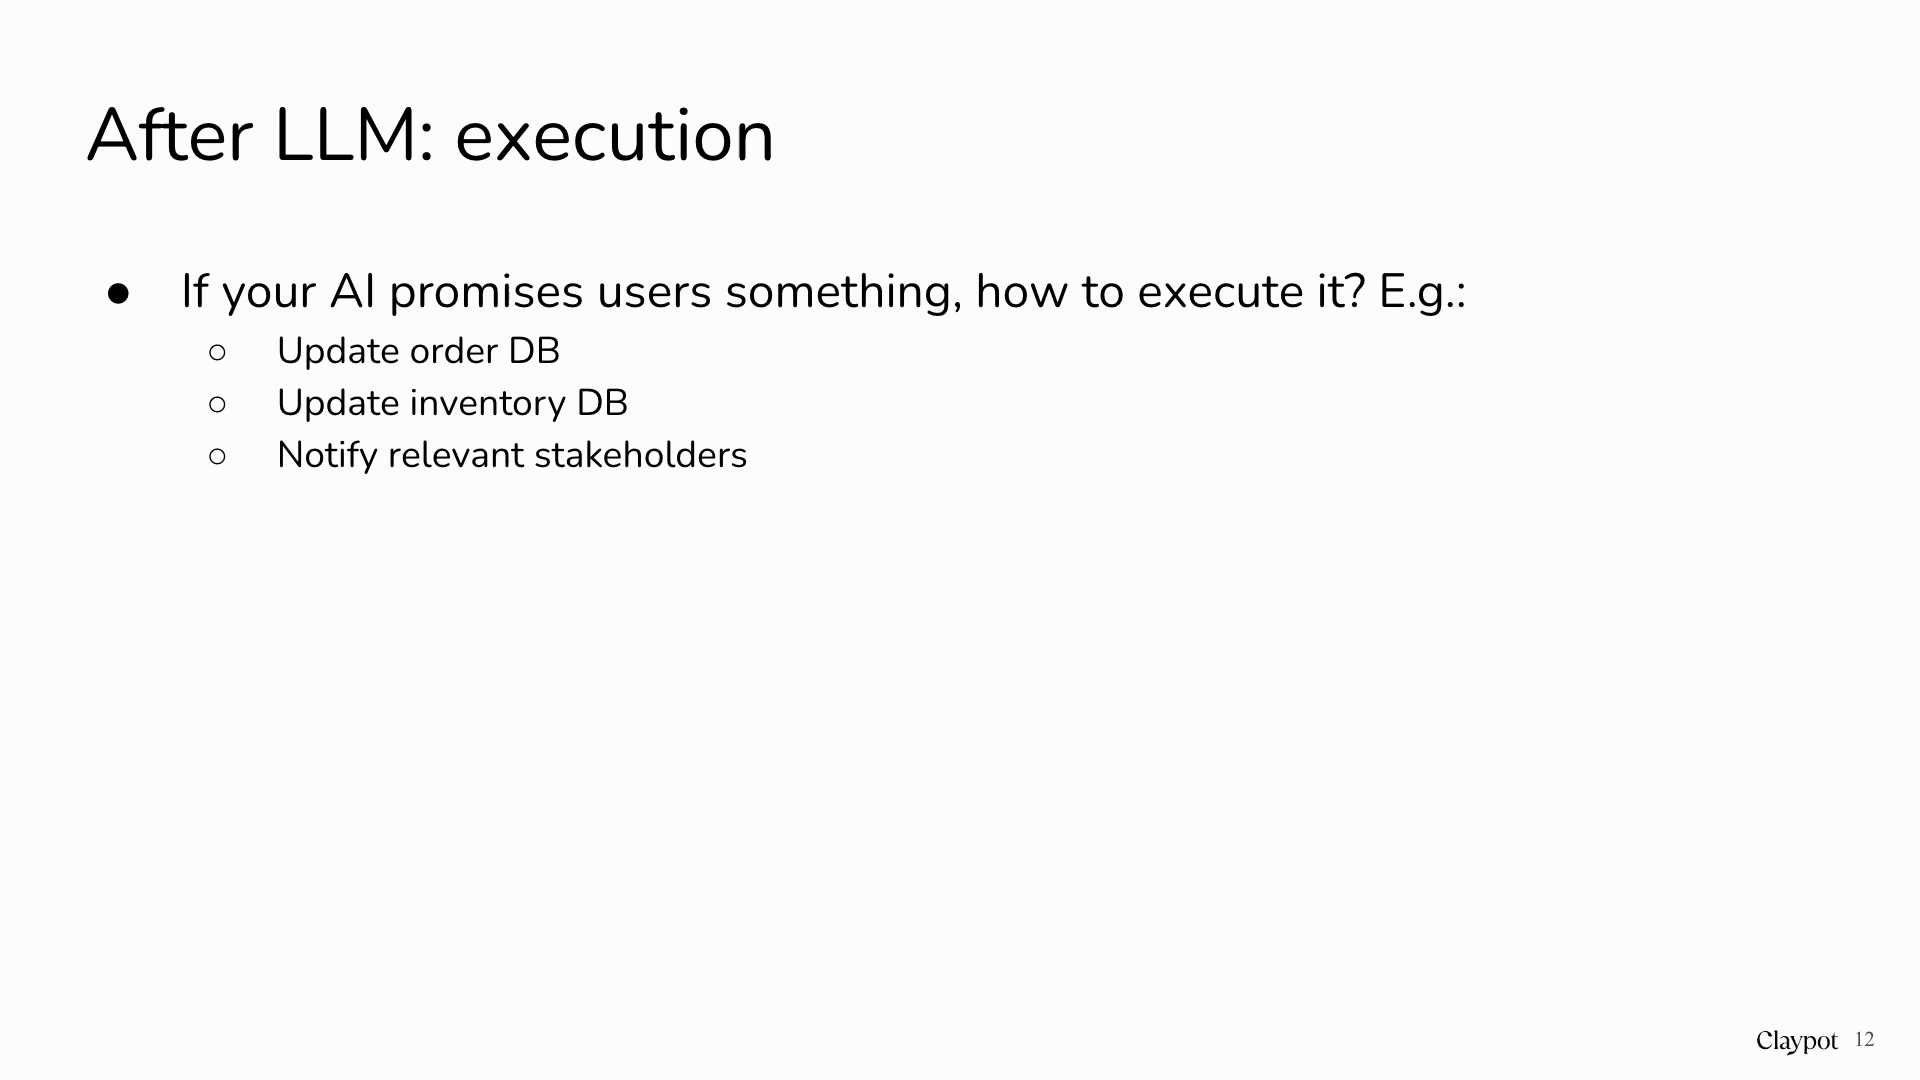 After LLM: execution
● If your AI promises users something, how to execute it? E.g.:
○ Update order DB
○ Update inventory DB
○ Notify relevant stakeholders
Claypot 12